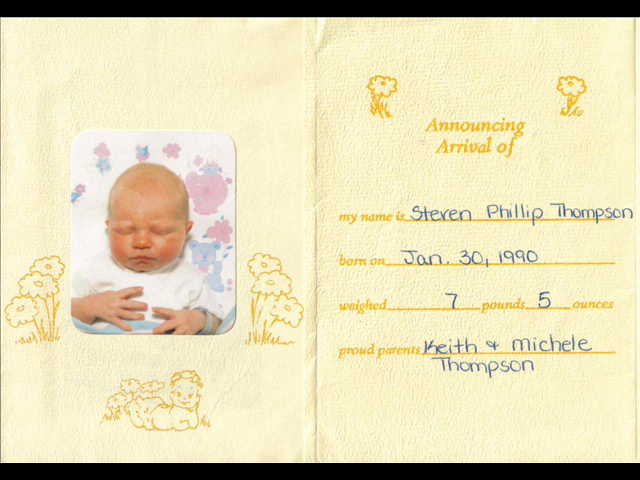 Announcing
Arrival of
my name is Steven Phillip Thompson
born on Jan. 30, 1990
weighed 7 pounds 5 ounces
proud parents Keith & Michele
Thompson